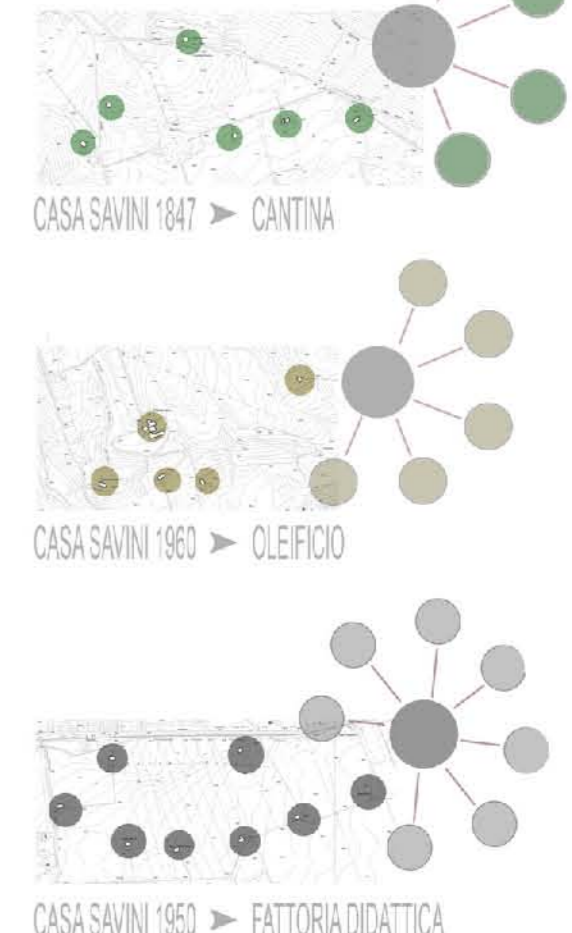 CASA SAVINI 1847 ➤ CANTINA
CASA SAVINI 1960 ➤ OLEIFICIO
CASA SAVINI 1950 ➤ FATTORIA DIDATTICA